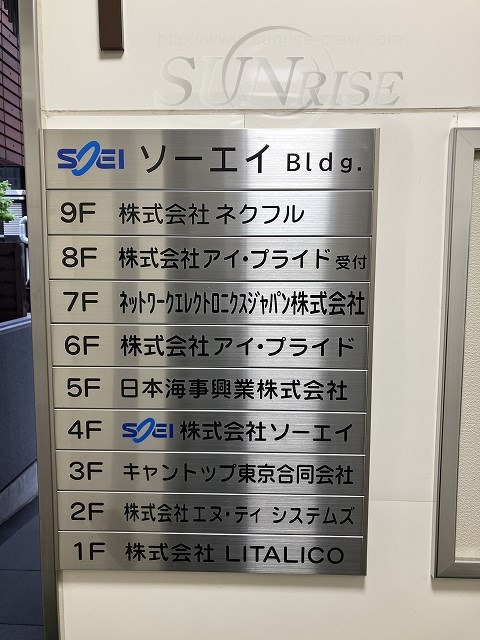 http://www.sunrise-crew.com
SUNRISE
SOEI ソーエイ Bldg.
9F 株式会社 ネクフル
8F 株式会社アイ・プライド 受付
7F ネットワークエレクトロニクスジャパン株式会社
6F 株式会社アイ・プライド
5F 日本海事興業株式会社
4F SOEI 株式会社ソーエイ
3F キャントップ東京合同会社
2F 株式会社エヌ・ティ システムズ
1F 株式会社 LITALICO